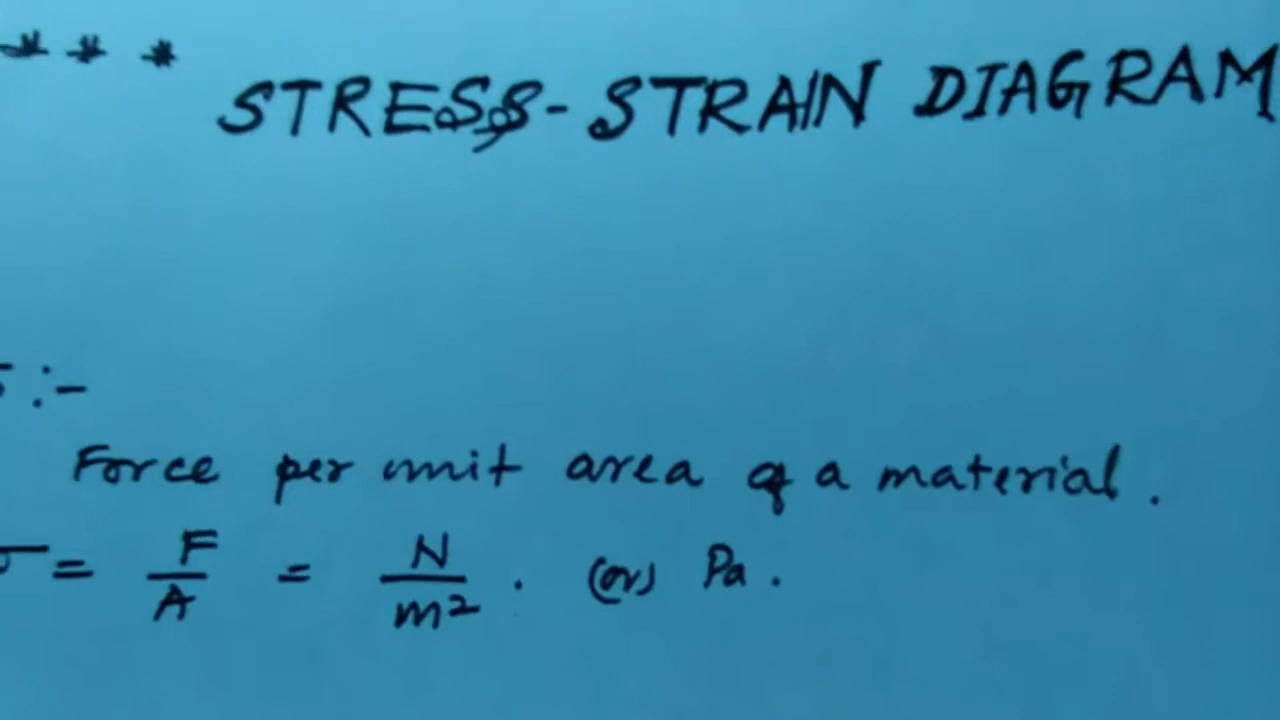 *** STRESS-STRAIN DIAGRAM
:-
Force per unit area of a material.
σ = F/A = N/m². (or) Pa.